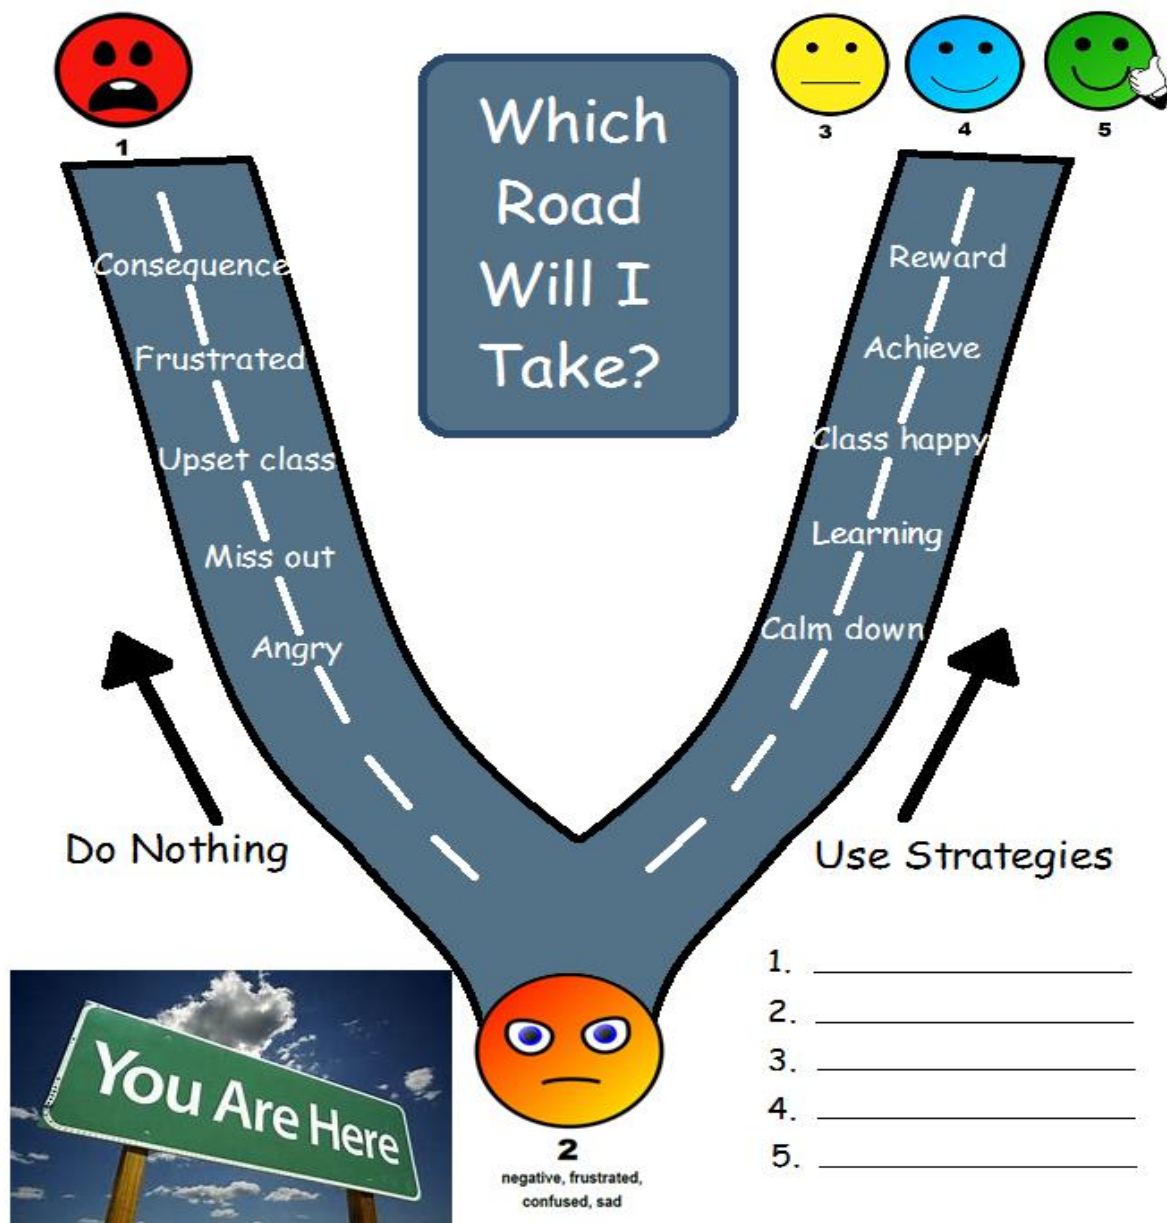 1
3
4
5
Which
Road
Will I
Take?
Consequence
Frustrated
Upset class
Miss out
Angry
Reward
Achieve
Class happy
Learning
Calm down
Do Nothing
Use Strategies
You Are Here
2
negative, frustrated,
confused, sad
1.
2.
3.
4.
5.